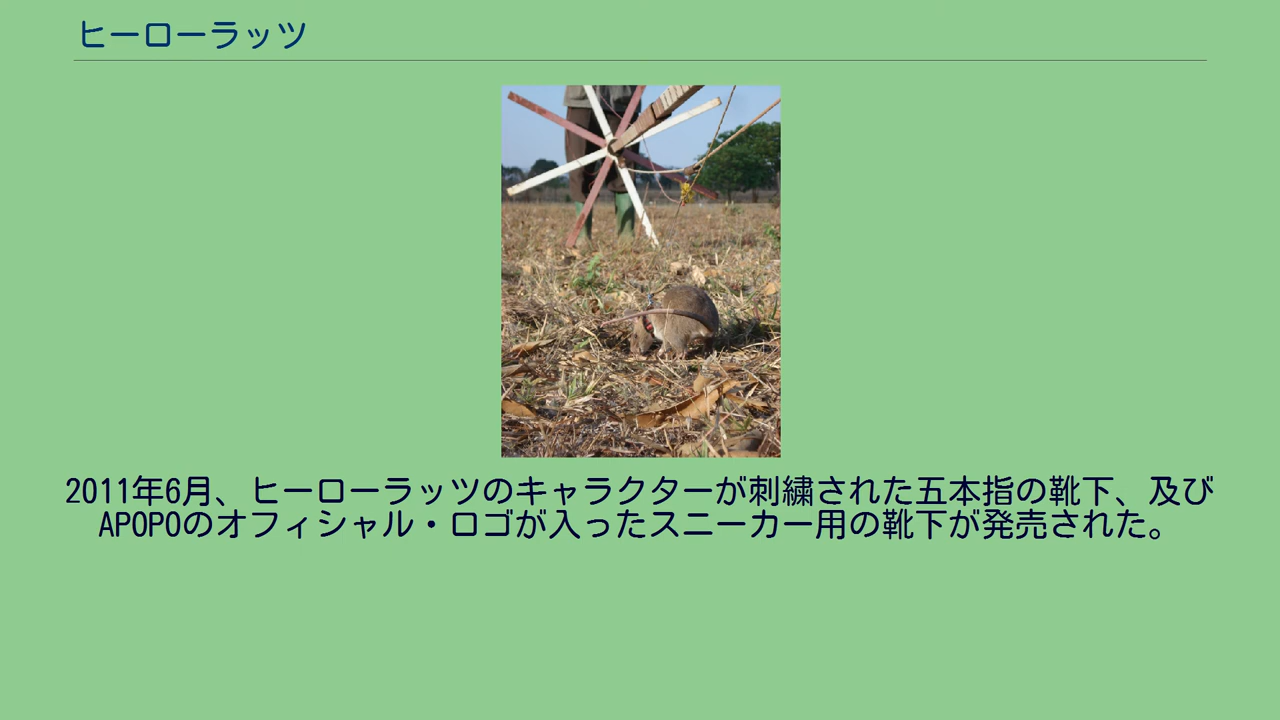 ヒーローラッツ
2011年6月、ヒーローラッツのキャラクターが刺繍された五本指の靴下、及び
APOPOのオフィシャル・ロゴが入ったスニーカー用の靴下が発売された。